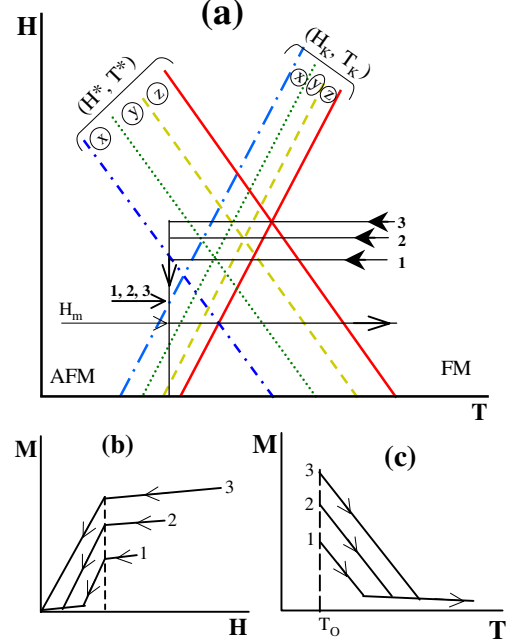 (a)
H
(H*, T*)
(H_K, T_K)
x
y
z
x
y
z
3
2
1
1, 2, 3
H_m
AFM
FM
T
(b)
M
3
2
1
H
(c)
M
3
2
1
T_O
T